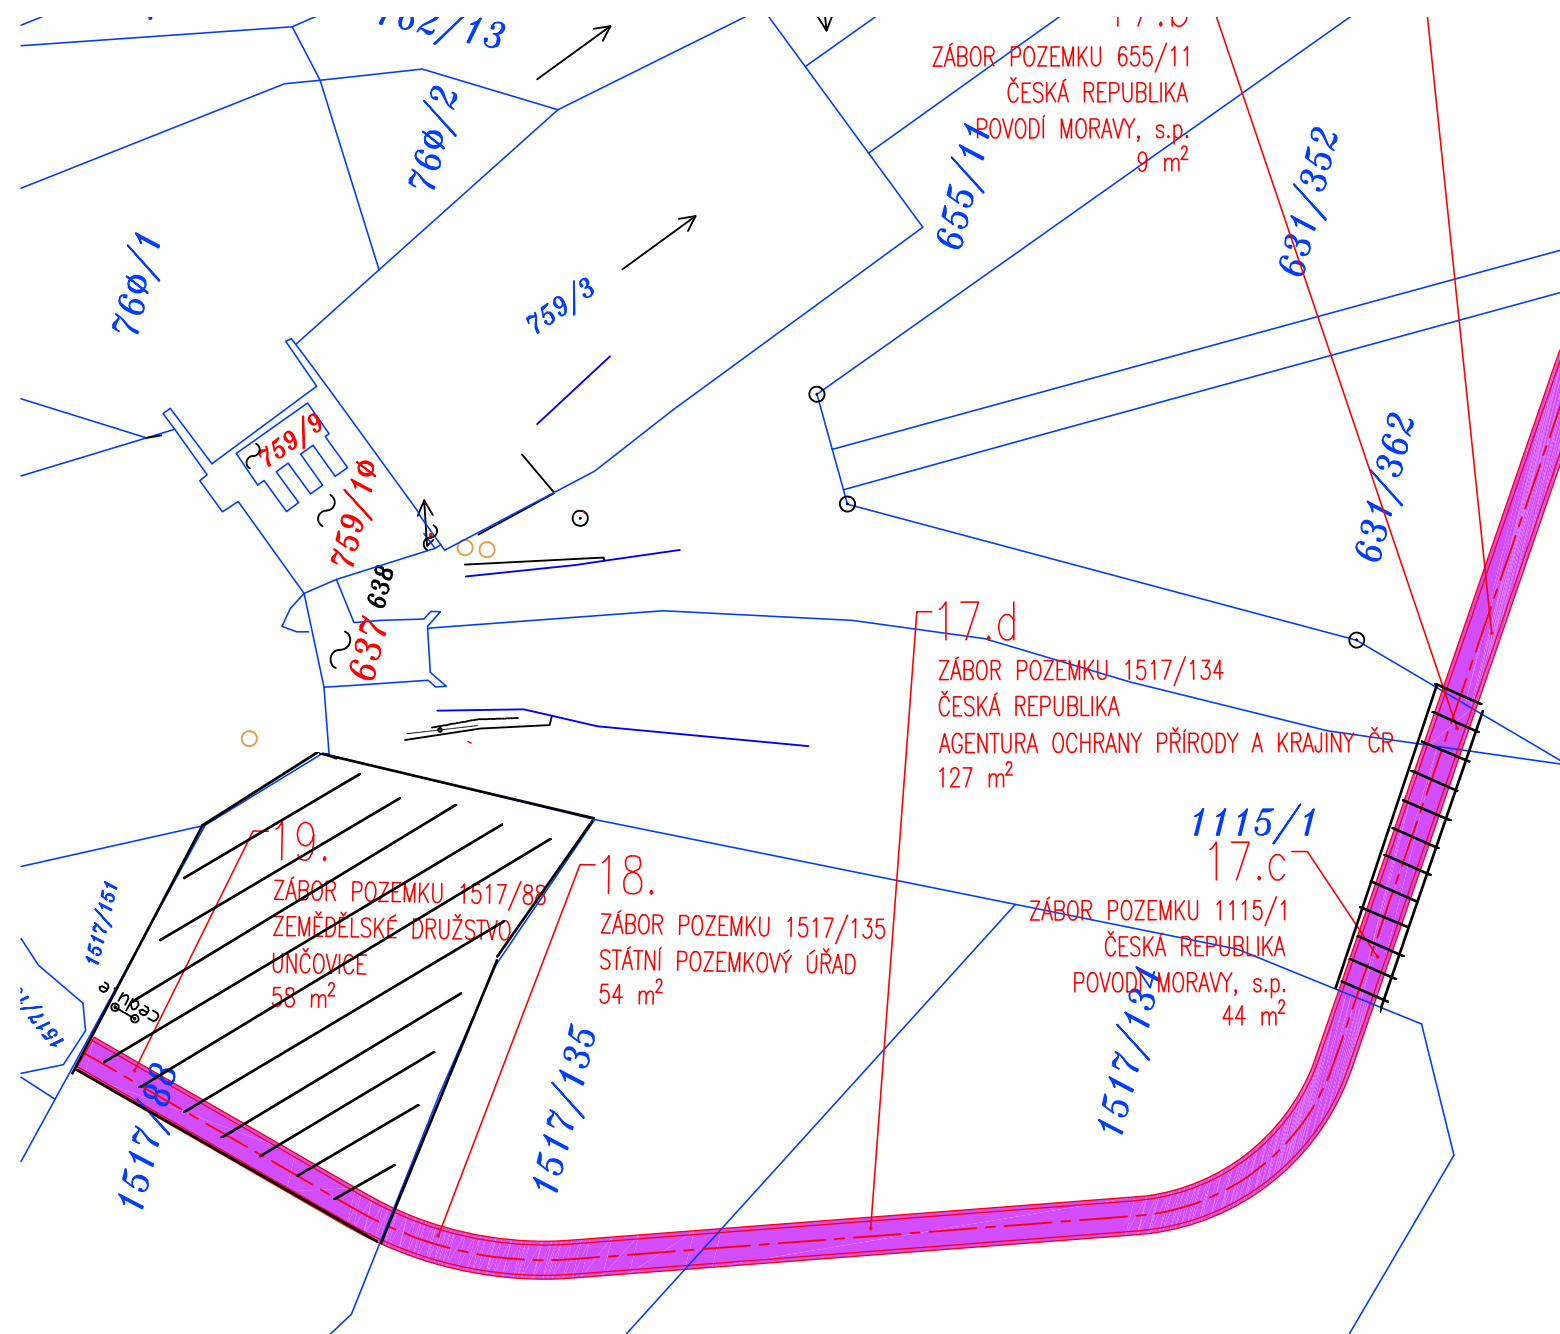 762/13
17.b
ZÁBOR POZEMKU 655/11
ČESKÁ REPUBLIKA
POVODÍ MORAVY, s.p.
9 m²
760/2
655/11
631/352
760/1
759/3
759/9
759/10
631/362
638
637
17.d
ZÁBOR POZEMKU 1517/134
ČESKÁ REPUBLIKA
AGENTURA OCHRANY PŘÍRODY A KRAJINY ČR
127 m²
1115/1
17.c
ZÁBOR POZEMKU 1115/1
ČESKÁ REPUBLIKA
POVODÍ MORAVY, s.p.
44 m²
19.
ZÁBOR POZEMKU 1517/88
ZEMĚDĚLSKÉ DRUŽSTVO
UNČOVICE
58 m²
18.
ZÁBOR POZEMKU 1517/135
STÁTNÍ POZEMKOVÝ ÚŘAD
54 m²
1517/151
1517/88
1517/135
1517/134